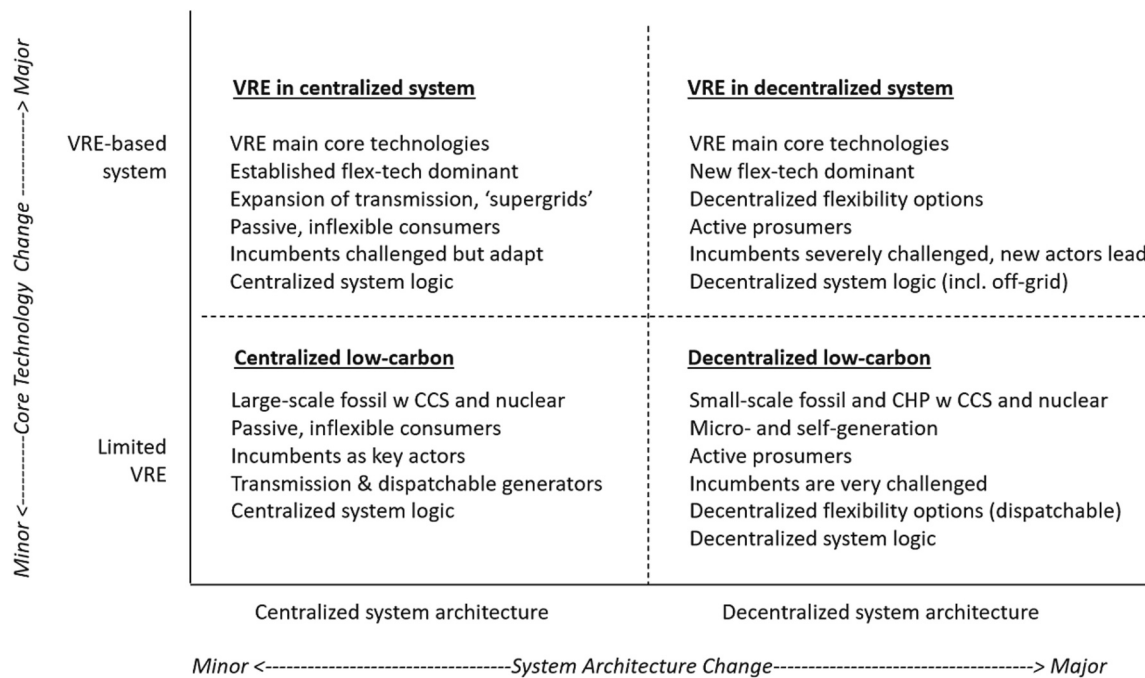 Minor <-------Core Technology Change ----------> Major
VRE-based
system
Limited
VRE
VRE in centralized system
VRE main core technologies
Established flex-tech dominant
Expansion of transmission, ‘supergrids’
Passive, inflexible consumers
Incumbents challenged but adapt
Centralized system logic
VRE in decentralized system
VRE main core technologies
New flex-tech dominant
Decentralized flexibility options
Active prosumers
Incumbents severely challenged, new actors lead
Decentralized system logic (incl. off-grid)
Centralized low-carbon
Large-scale fossil w CCS and nuclear
Passive, inflexible consumers
Incumbents as key actors
Transmission & dispatchable generators
Centralized system logic
Decentralized low-carbon
Small-scale fossil and CHP w CCS and nuclear
Micro- and self-generation
Active prosumers
Incumbents are very challenged
Decentralized flexibility options (dispatchable)
Decentralized system logic
Centralized system architecture
Decentralized system architecture
Minor <-----------------------------------System Architecture Change-------------------------------------> Major